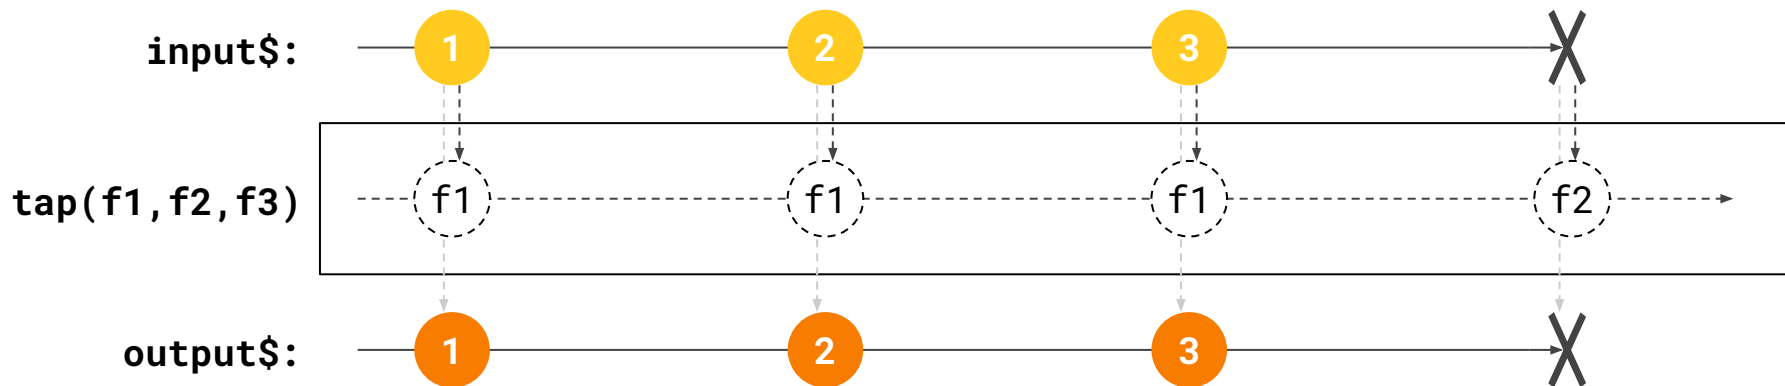 input$: 1 2 3
tap(f1,f2,f3) f1 f1 f1 f2
output$: 1 2 3